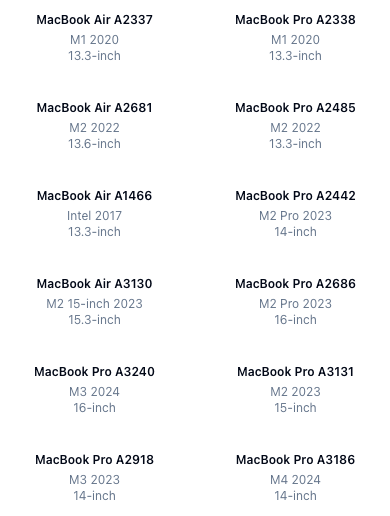 MacBook Air A2337
M1 2020
13.3-inch
MacBook Pro A2338
M1 2020
13.3-inch
MacBook Air A2681
M2 2022
13.6-inch
MacBook Pro A2485
M2 2022
13.3-inch
MacBook Air A1466
Intel 2017
13.3-inch
MacBook Pro A2442
M2 Pro 2023
14-inch
MacBook Air A3130
M2 15-inch 2023
15.3-inch
MacBook Pro A2686
M2 Pro 2023
16-inch
MacBook Pro A3240
M3 2024
16-inch
MacBook Pro A3131
M2 2023
15-inch
MacBook Pro A2918
M3 2023
14-inch
MacBook Pro A3186
M4 2024
14-inch